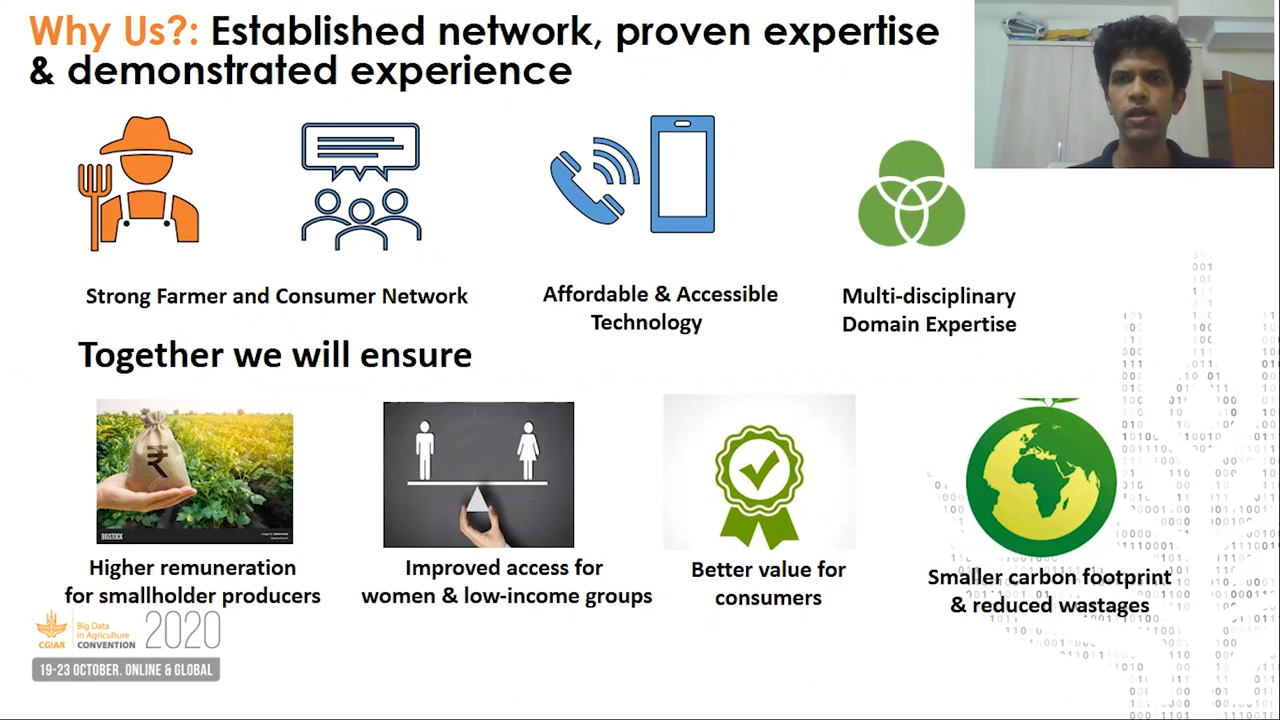 Why Us?: Established network, proven expertise
& demonstrated experience
Strong Farmer and Consumer Network
Affordable & Accessible
Technology
Multi-disciplinary
Domain Expertise
Together we will ensure
₹
BIGSTOCK
Higher remuneration
for smallholder producers
Improved access for
women & low-income groups
Better value for
consumers
Smaller carbon footprint
& reduced wastages
CGIAR
Big Data
in Agriculture
CONVENTION
2020
19-23 OCTOBER. ONLINE & GLOBAL